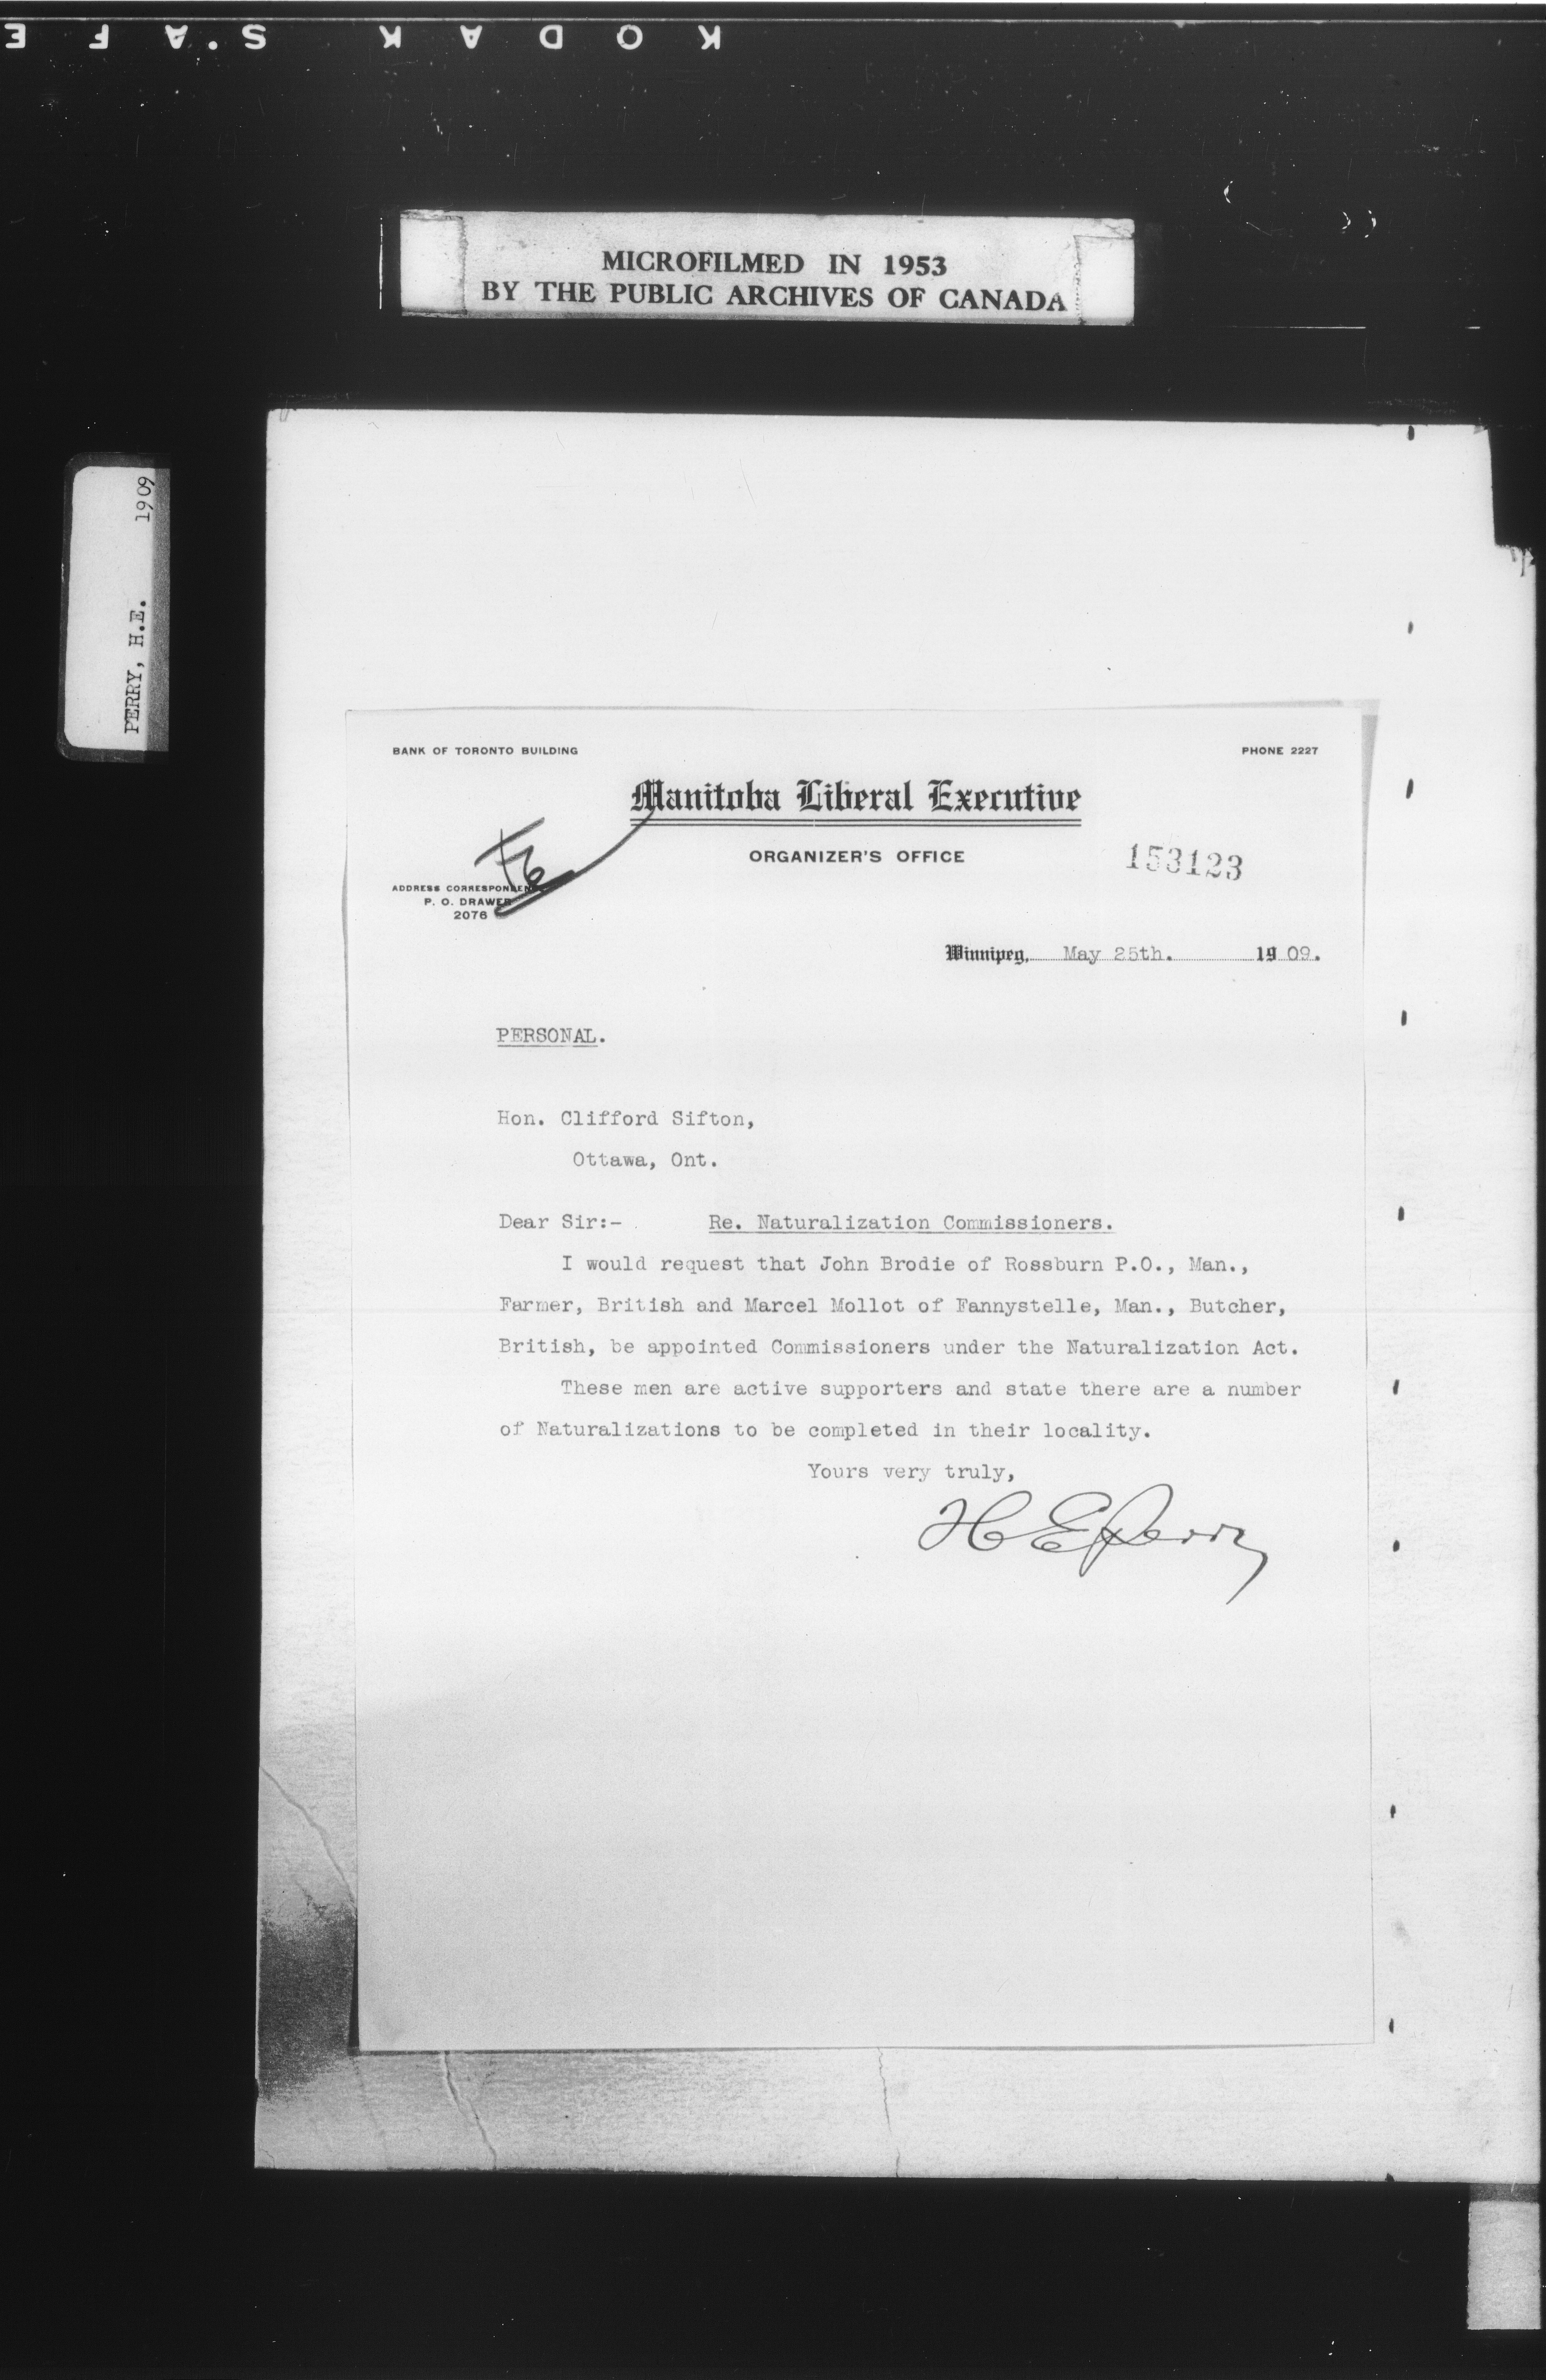 KODAK S.A F E
MICROFILMED IN 1953
BY THE PUBLIC ARCHIVES OF CANADA
PERRY, H.E. 1909
BANK OF TORONTO BUILDING
PHONE 2227
Manitoba Liberal Executive
ORGANIZER'S OFFICE
153123
ADDRESS CORRESPONDENCE
P. O. DRAWER
2076
Winnipeg, May 25th. 1909.
PERSONAL.
Hon. Clifford Sifton,
Ottawa, Ont.
Dear Sir:- Re. Naturalization Commissioners.
I would request that John Brodie of Rossburn P.O., Man.,
Farmer, British and Marcel Mollot of Fannystelle, Man., Butcher,
British, be appointed Commissioners under the Naturalization Act.
These men are active supporters and state there are a number
of Naturalizations to be completed in their locality.
Yours very truly,
H E Perry